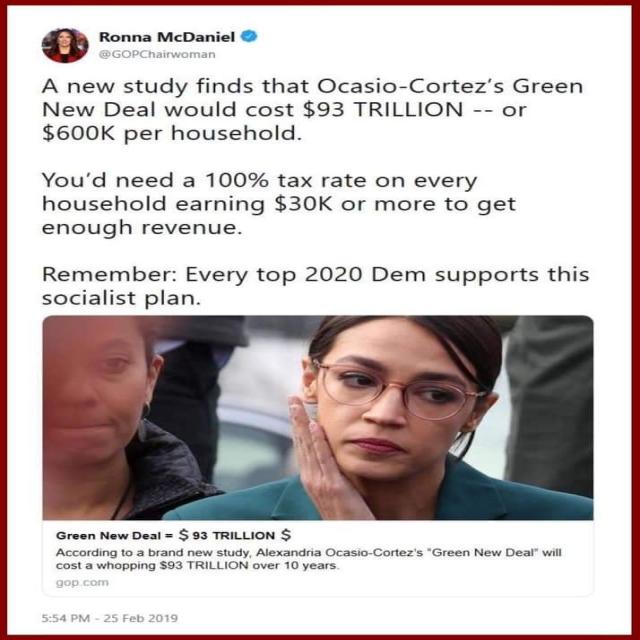 Ronna McDaniel
@GOPChairwoman
A new study finds that Ocasio-Cortez's Green
New Deal would cost $93 TRILLION -- or
$600K per household.
You'd need a 100% tax rate on every
household earning $30K or more to get
enough revenue.
Remember: Every top 2020 Dem supports this
socialist plan.
Green New Deal = $ 93 TRILLION $
According to a brand new study, Alexandria Ocasio-Cortez's "Green New Deal" will
cost a whopping $93 TRILLION over 10 years.
gop.com
5:54 PM - 25 Feb 2019